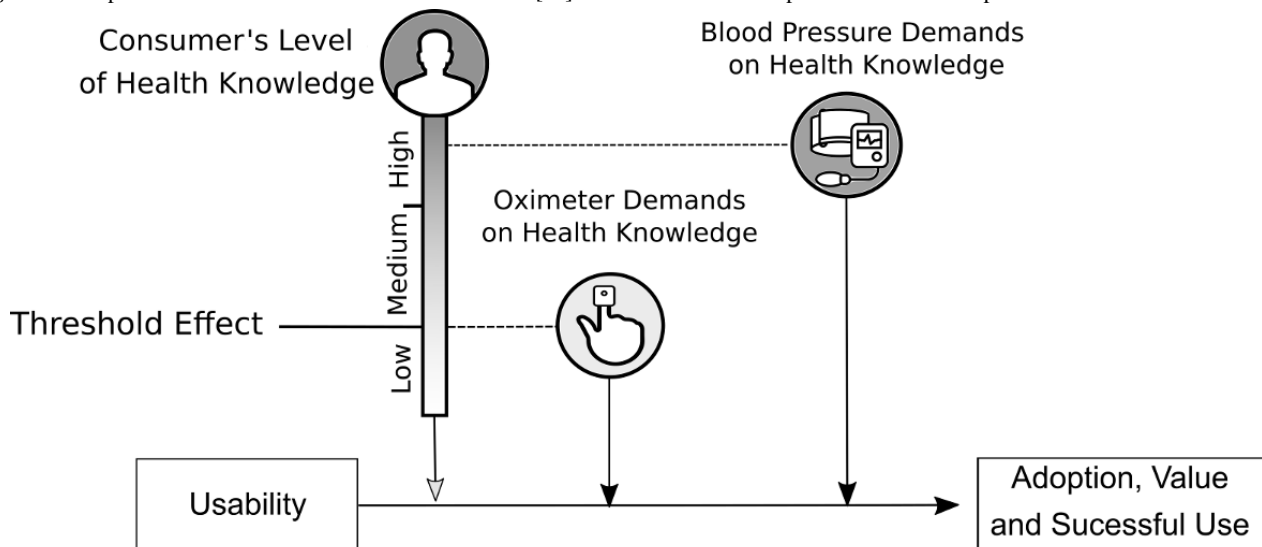 Consumer's Level
of Health Knowledge
Blood Pressure Demands
on Health Knowledge
High
Oximeter Demands
on Health Knowledge
Medium
Threshold Effect
Low
Usability
Adoption, Value
and Sucessful Use